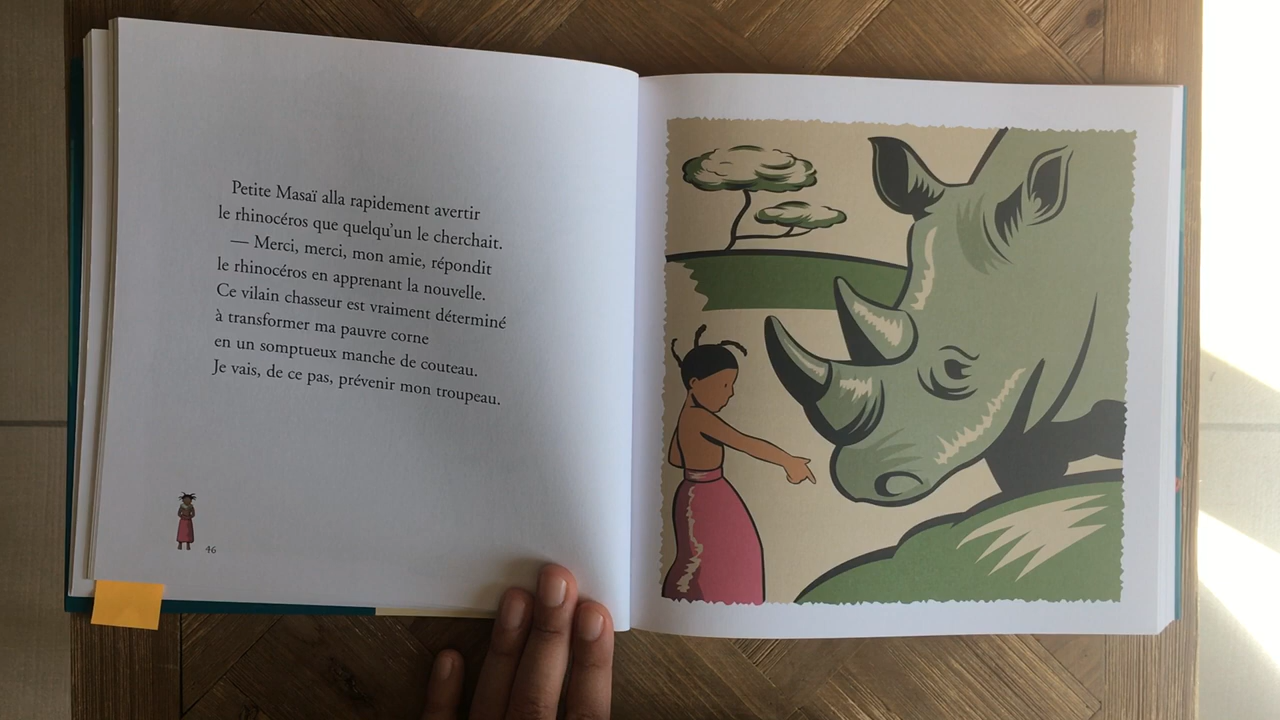 Petite Masaï alla rapidement avertir
le rhinocéros que quelqu'un le cherchait.
— Merci, merci, mon amie, répondit
le rhinocéros en apprenant la nouvelle.
Ce vilain chasseur est vraiment déterminé
à transformer ma pauvre corne
en un somptueux manche de couteau.
Je vais, de ce pas, prévenir mon troupeau.
46